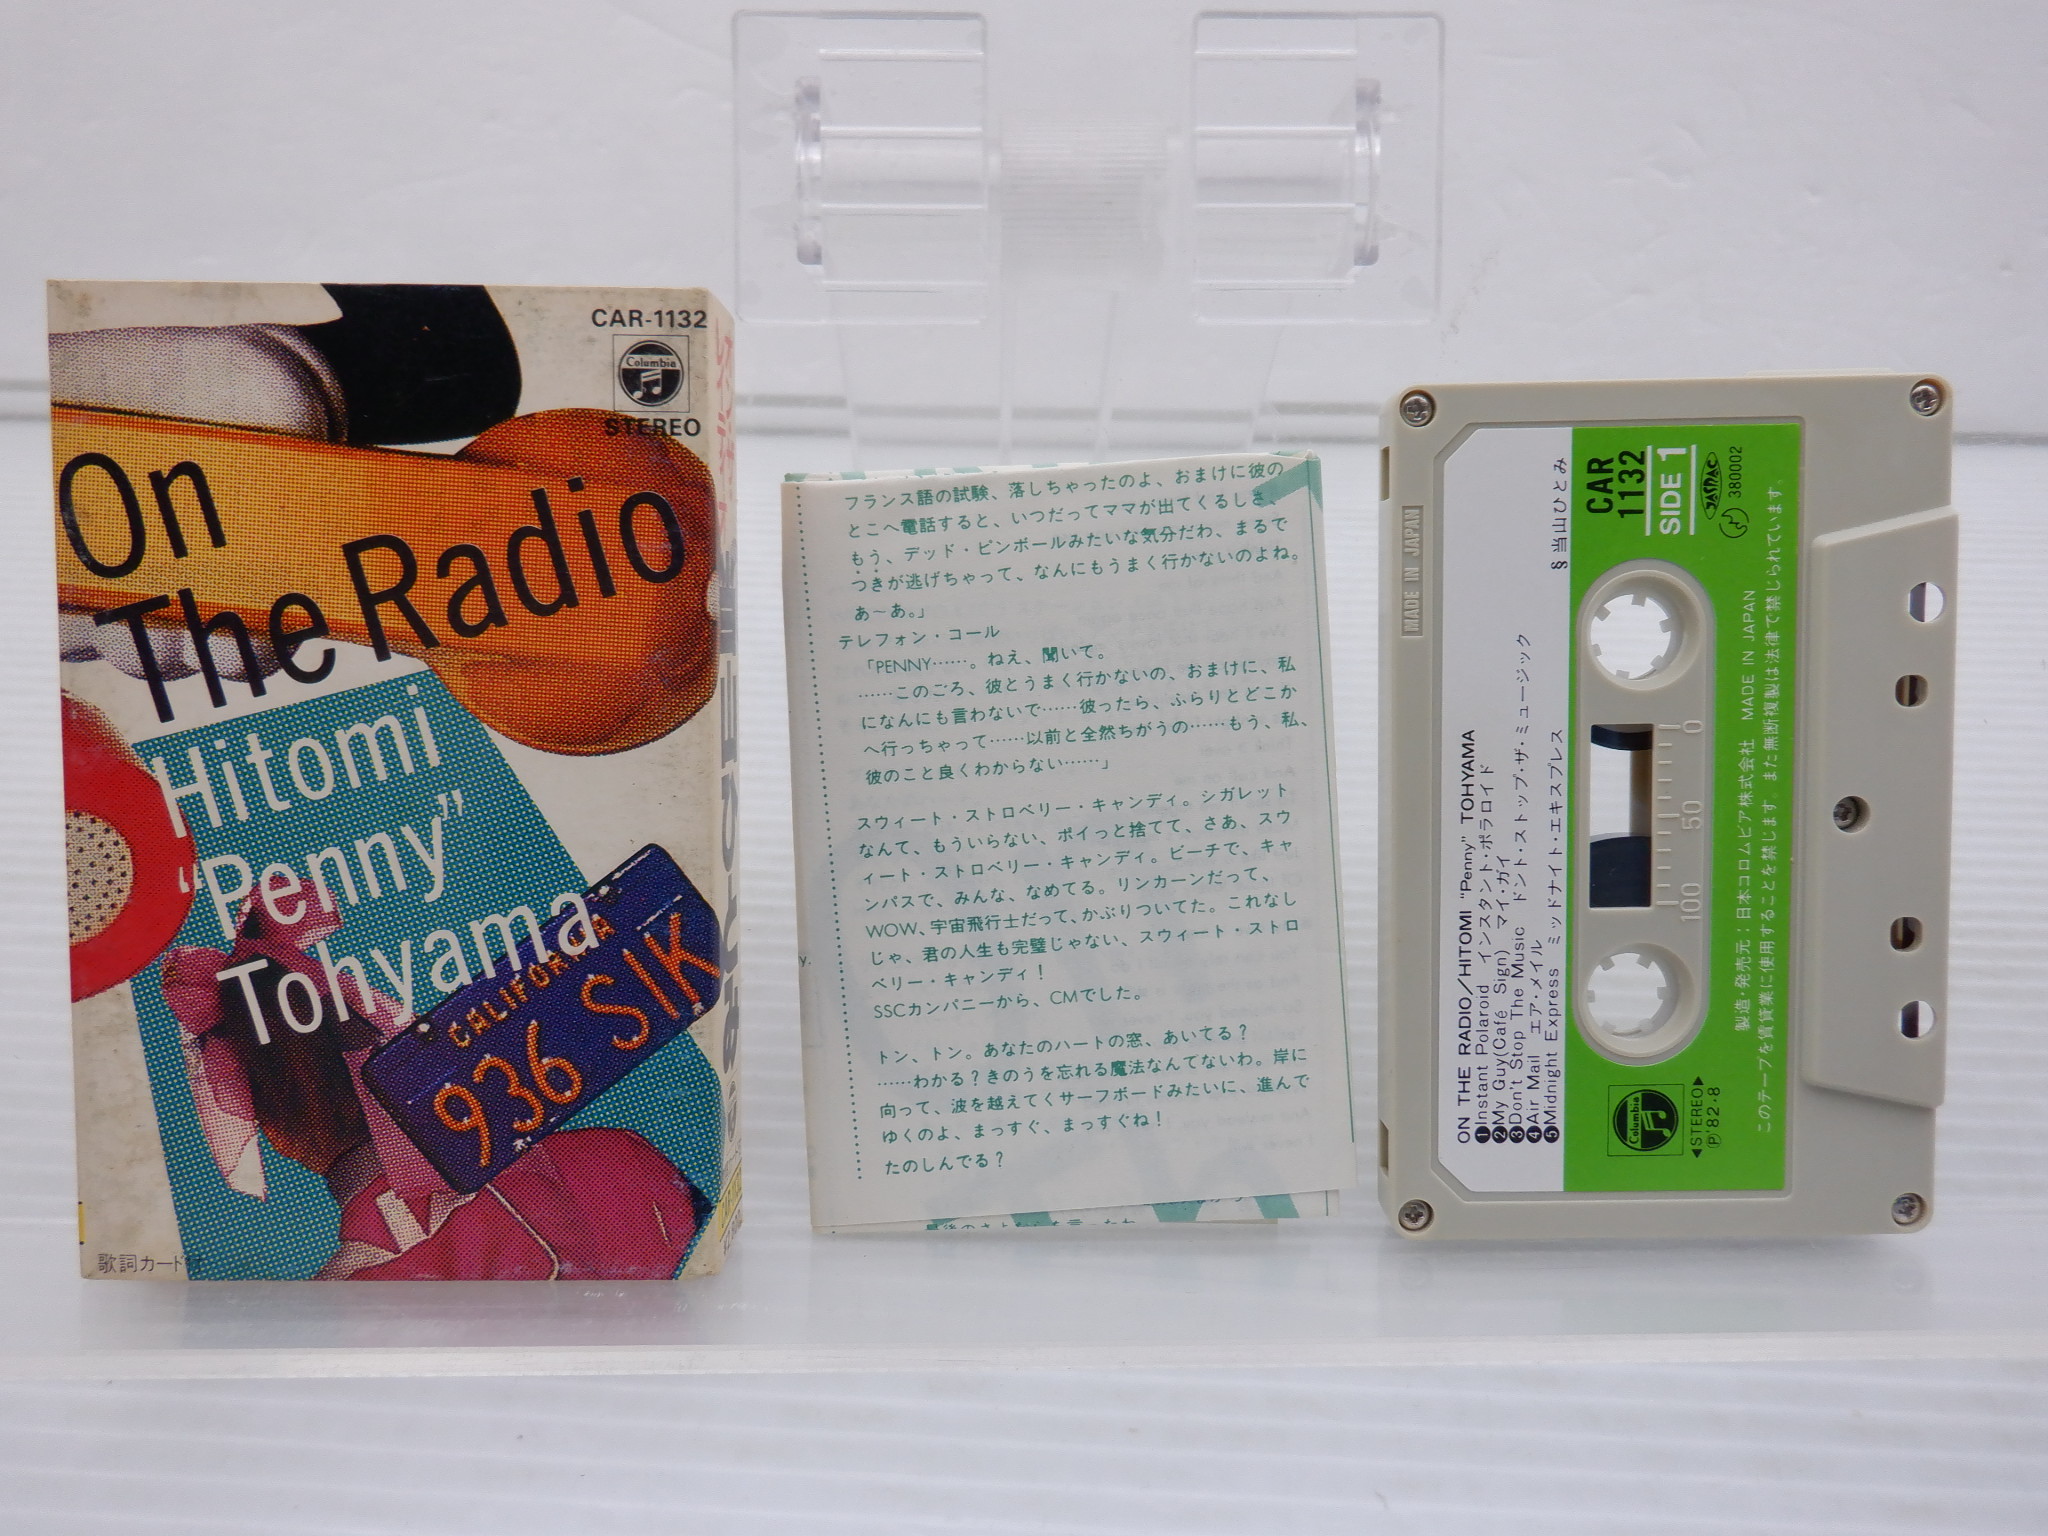 CAR-1132
Columbia
STEREO
On
The Radio
Hitomi
"Penny"
Tohyama
CALIFORNIA
936 SIK
歌詞カード
フランス語の試験、落しちゃったのよ、おまけに彼の
とこへ電話すると、いつだってママが出てくるしさ、
もう、デッド・ピンボールみたいな気分だわ、まるで
つきが逃げちゃって、なんにもうまく行かないのよね。
あ〜あ。」
テレフォン・コール
「PENNY……。ねえ、聞いて。
……このごろ、彼とうまく行かないの、おまけに、私
になんにも言わないで……彼ったら、ふらりとどこか
へ行っちゃって……以前と全然ちがうの……もう、私、
彼のこと良くわからない……」
スウィート・ストロベリー・キャンディ。シガレット
なんて、もういらない、ポイっと捨てて、さあ、スウ
ィート・ストロベリー・キャンディ。ビーチで、キャ
ンパスで、みんな、なめてる。リンカーンだって、
WOW、宇宙飛行士だって、かぶりついてた。これなし
じゃ、君の人生も完璧じゃない、スウィート・ストロ
ベリー・キャンディ！
SSCカンパニーから、CMでした。
トン、トン。あなたのハートの窓、あいてる？
……わかる？きのうを忘れる魔法なんてないわ。岸に
向って、波を越えてくサーフボードみたいに、進んで
ゆくのよ、まっすぐ、まっすぐね！
たのしんでる？
MADE IN JAPAN
§当山ひとみ
ON THE RADIO/HITOMI "Penny" TOHYAMA
❶Instant Polaroid インスタント・ポラロイド
❷My Guy(Café Sign) マイ・ガイ
❸Don't Stop The Music ドント・ストップ・ザ・ミュージック
❹Air Mail エア・メイル
❺Midnight Express ミッドナイト・エキスプレス
CAR
1132
SIDE 1
JASRAC
380002
0
50
100
Columbia
◀STEREO▶
Ⓟ'82・8
製造・発売元：日本コロムビア株式会社 MADE IN JAPAN
このテープを賃貸業に使用することを禁じます。また無断複製は法律で禁じられています。